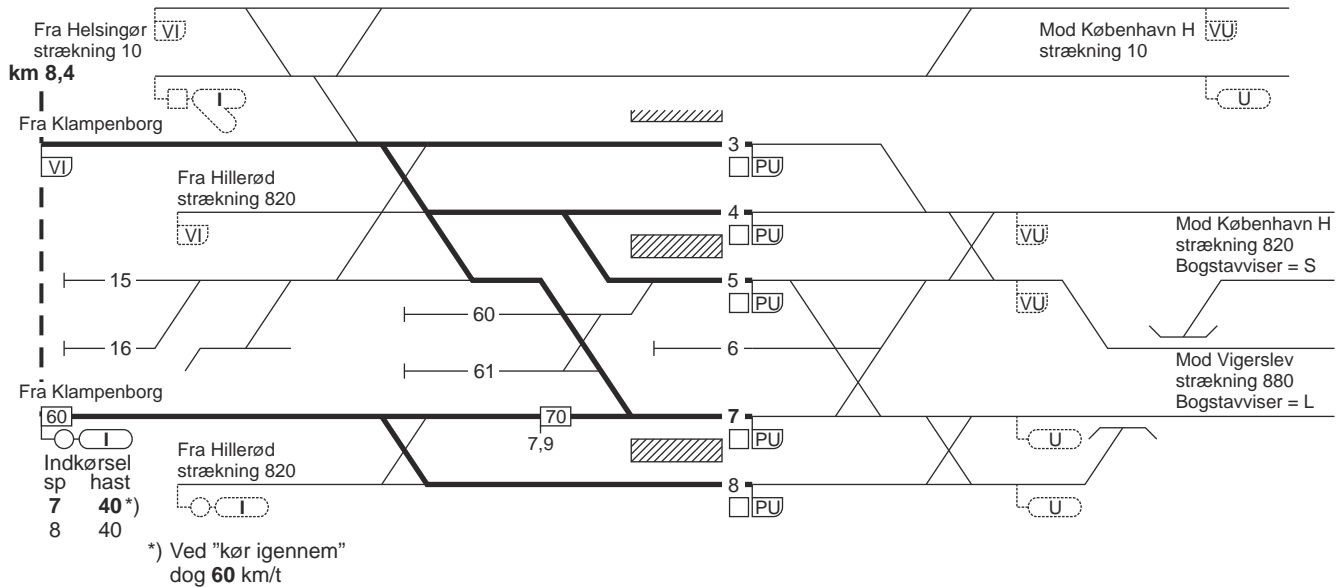 Fra Helsingør
strækning 10
VI
Mod København H
strækning 10
VU
km 8,4
I
U
Fra Klampenborg
VI
3
PU
Fra Hillerød
strækning 820
VI
4
PU
VU
Mod København H
strækning 820
Bogstavviser = S
15
5
PU
VU
60
16
6
61
Mod Vigerslev
strækning 880
Bogstavviser = L
Fra Klampenborg
60
70
7
I
7,9
PU
U
Indkørsel
sp hast
7 40 *)
8 40
Fra Hillerød
strækning 820
I
8
PU
U
*) Ved ”kør igennem”
dog 60 km/t